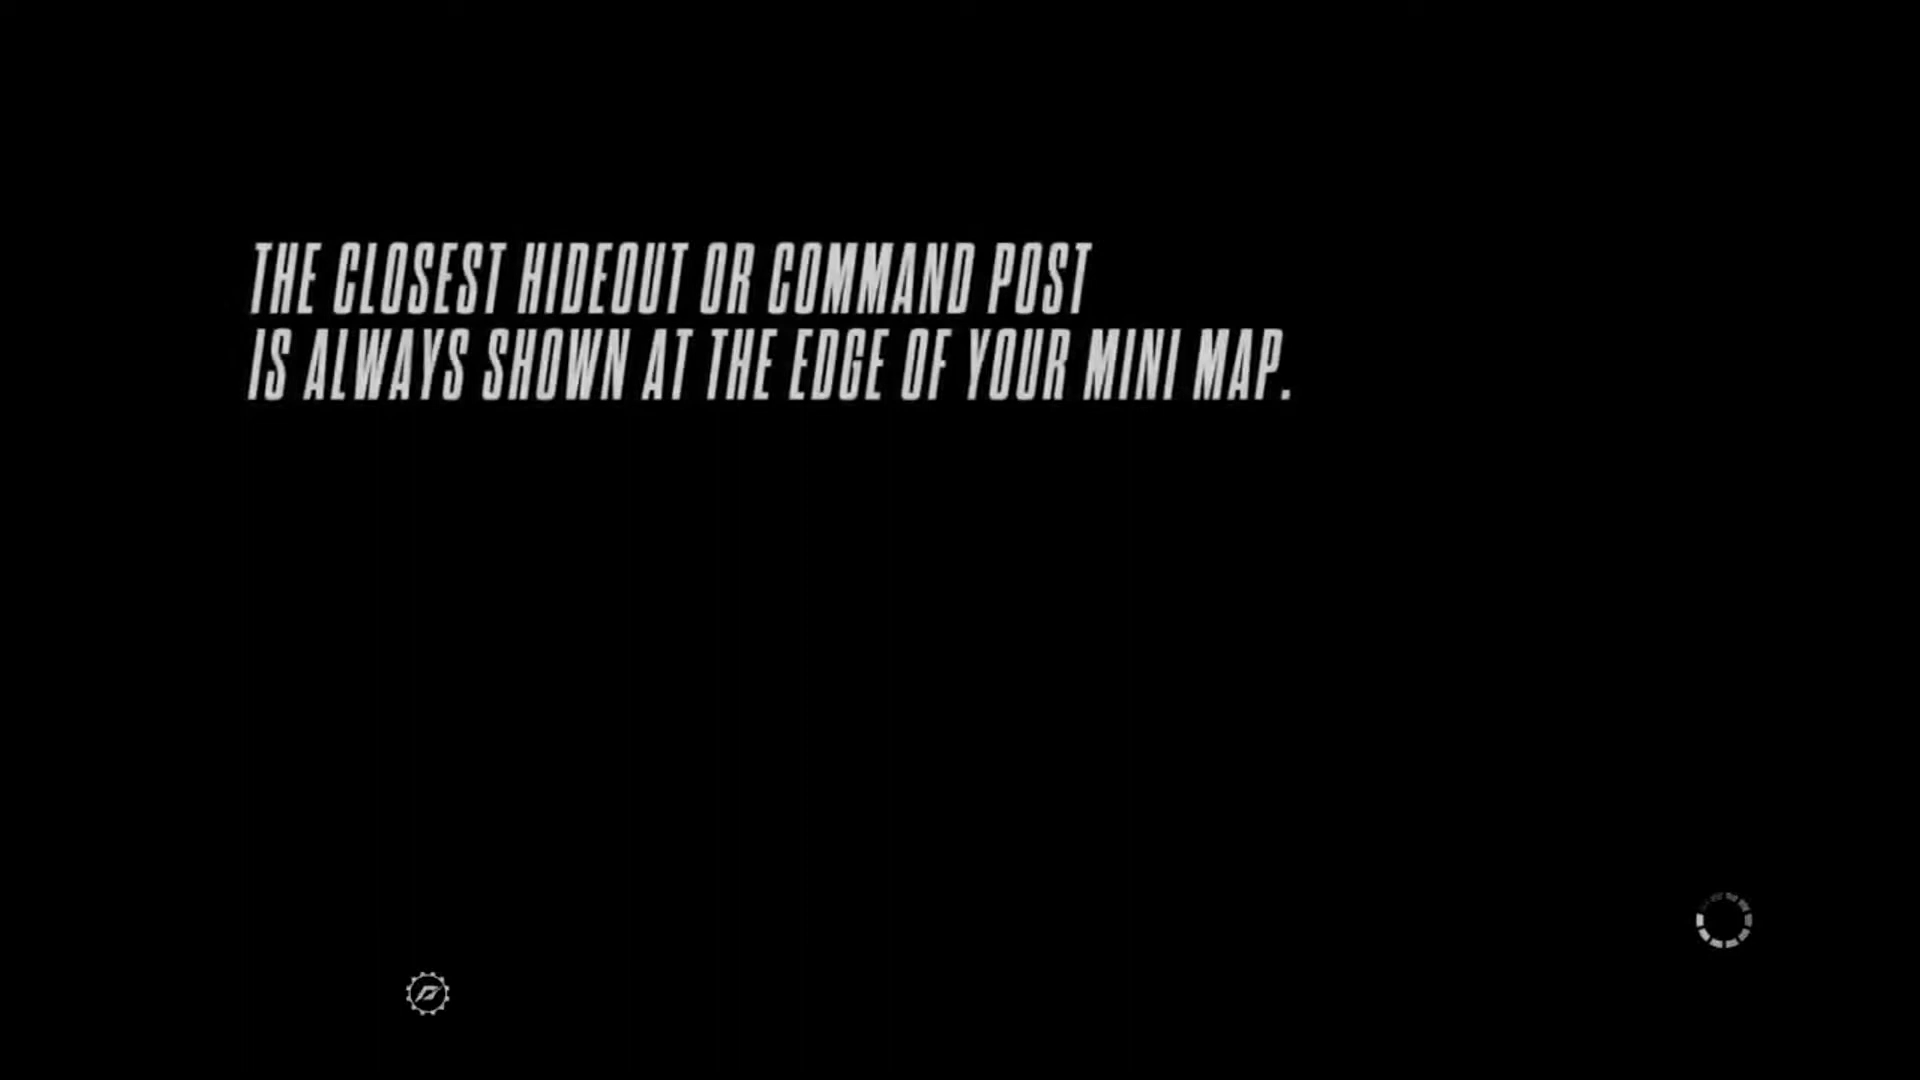 THE CLOSEST HIDEOUT OR COMMAND POST
IS ALWAYS SHOWN AT THE EDGE OF YOUR MINI MAP.